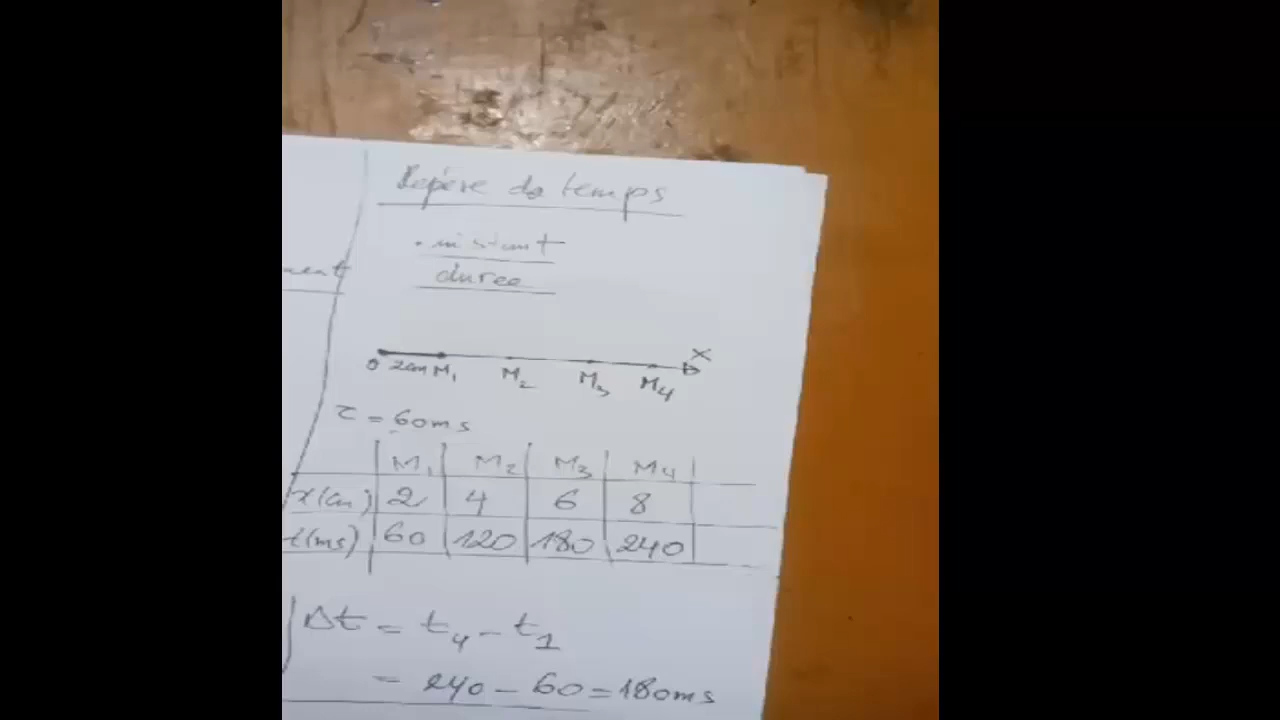 Repère de temps
. instant
durée
ment
O 2cm M1 M2 M3 M4 X
τ = 60ms
M1 M2 M3 M4
x(cm) 2 4 6 8
t(ms) 60 120 180 240
Δt = t4 - t1
= 240 - 60 = 180ms